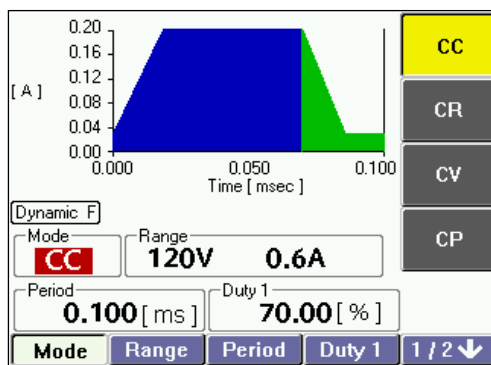 0.20
0.16
0.12
[ A ]
0.08
0.04
0.00
0.000 0.050 0.100
Time [ msec ]
CC
CR
CV
CP
Dynamic F
Mode
CC
Range
120V 0.6A
Period
0.100 [ ms ]
Duty 1
70.00 [ % ]
Mode Range Period Duty 1 1 / 2